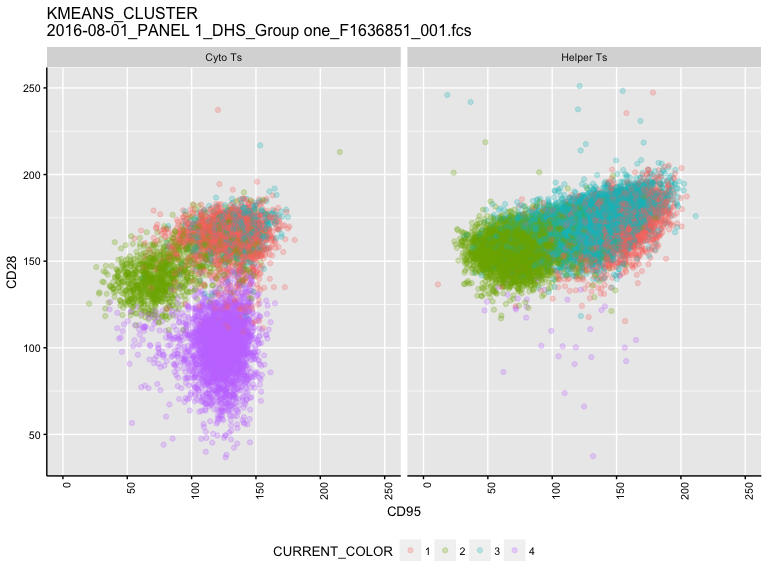 KMEANS_CLUSTER
2016-08-01_PANEL 1_DHS_Group one_F1636851_001.fcs
Cyto Ts
Helper Ts
250
200
150
100
50
CD28
0 50 100 150 200 250
0 50 100 150 200 250
CD95
CURRENT_COLOR 1 2 3 4